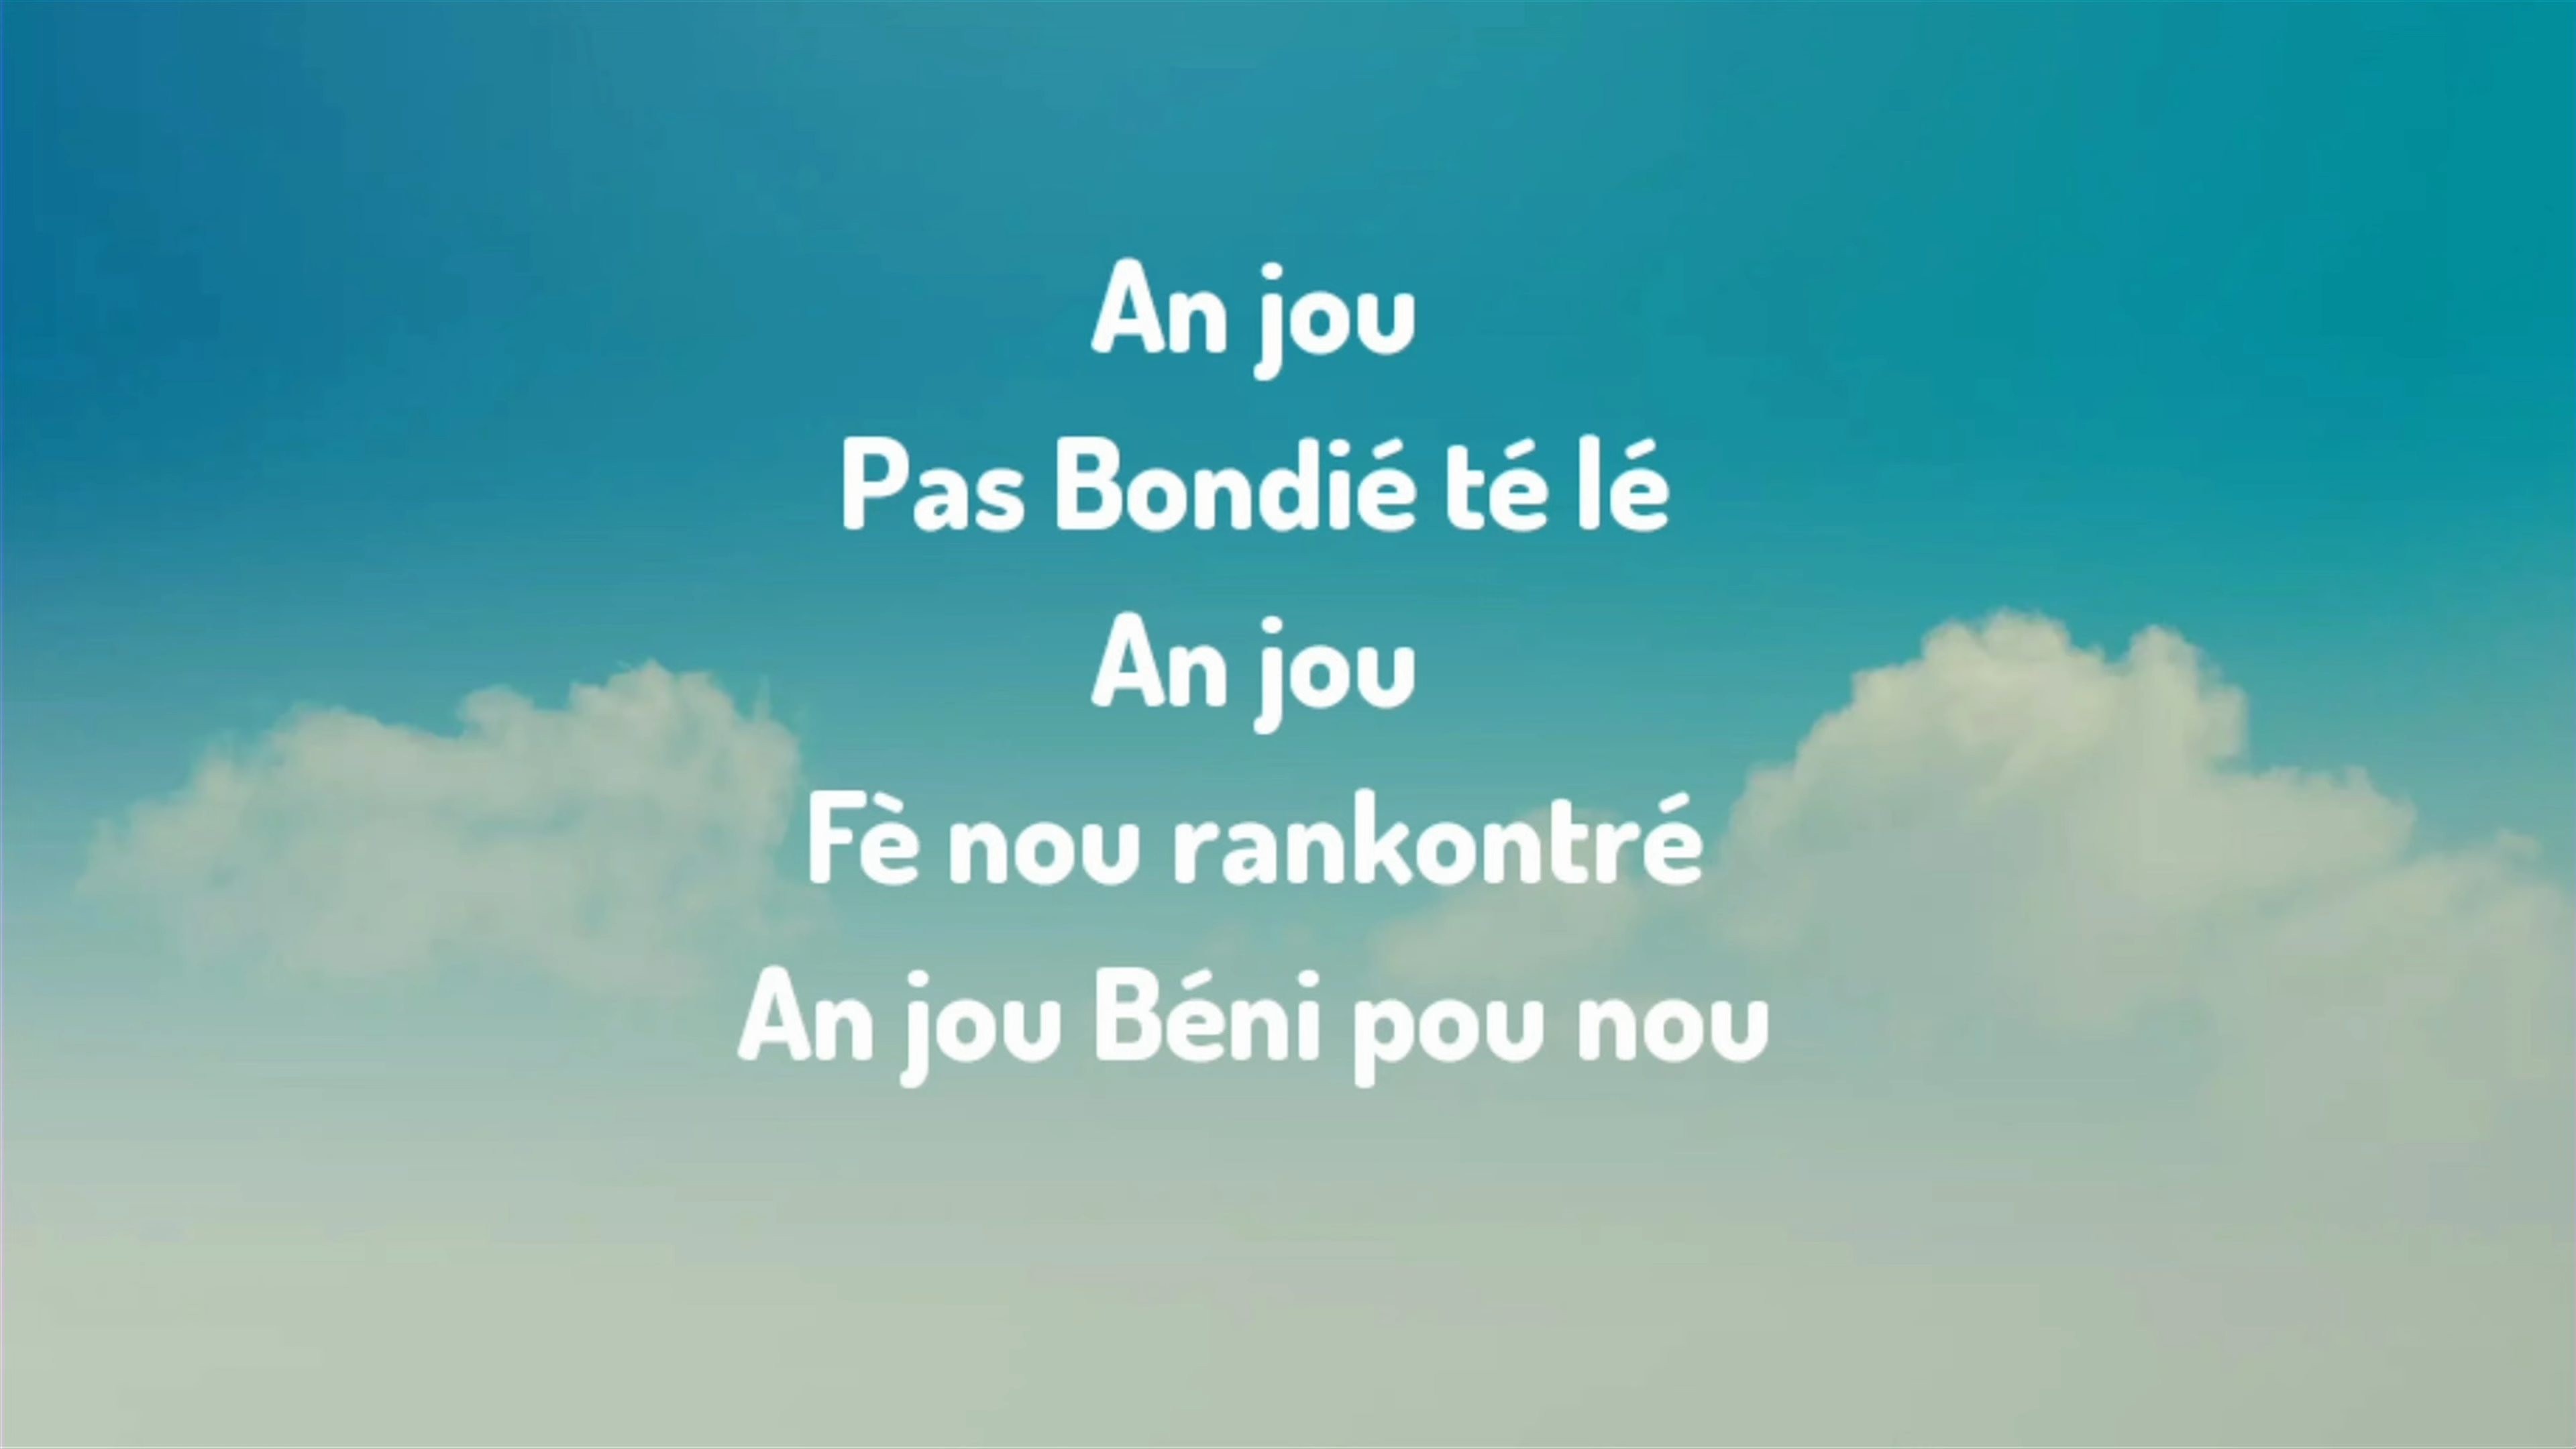 An jou
Pas Bondié té lé
An jou
Fè nou rankontré
An jou Béni pou nou